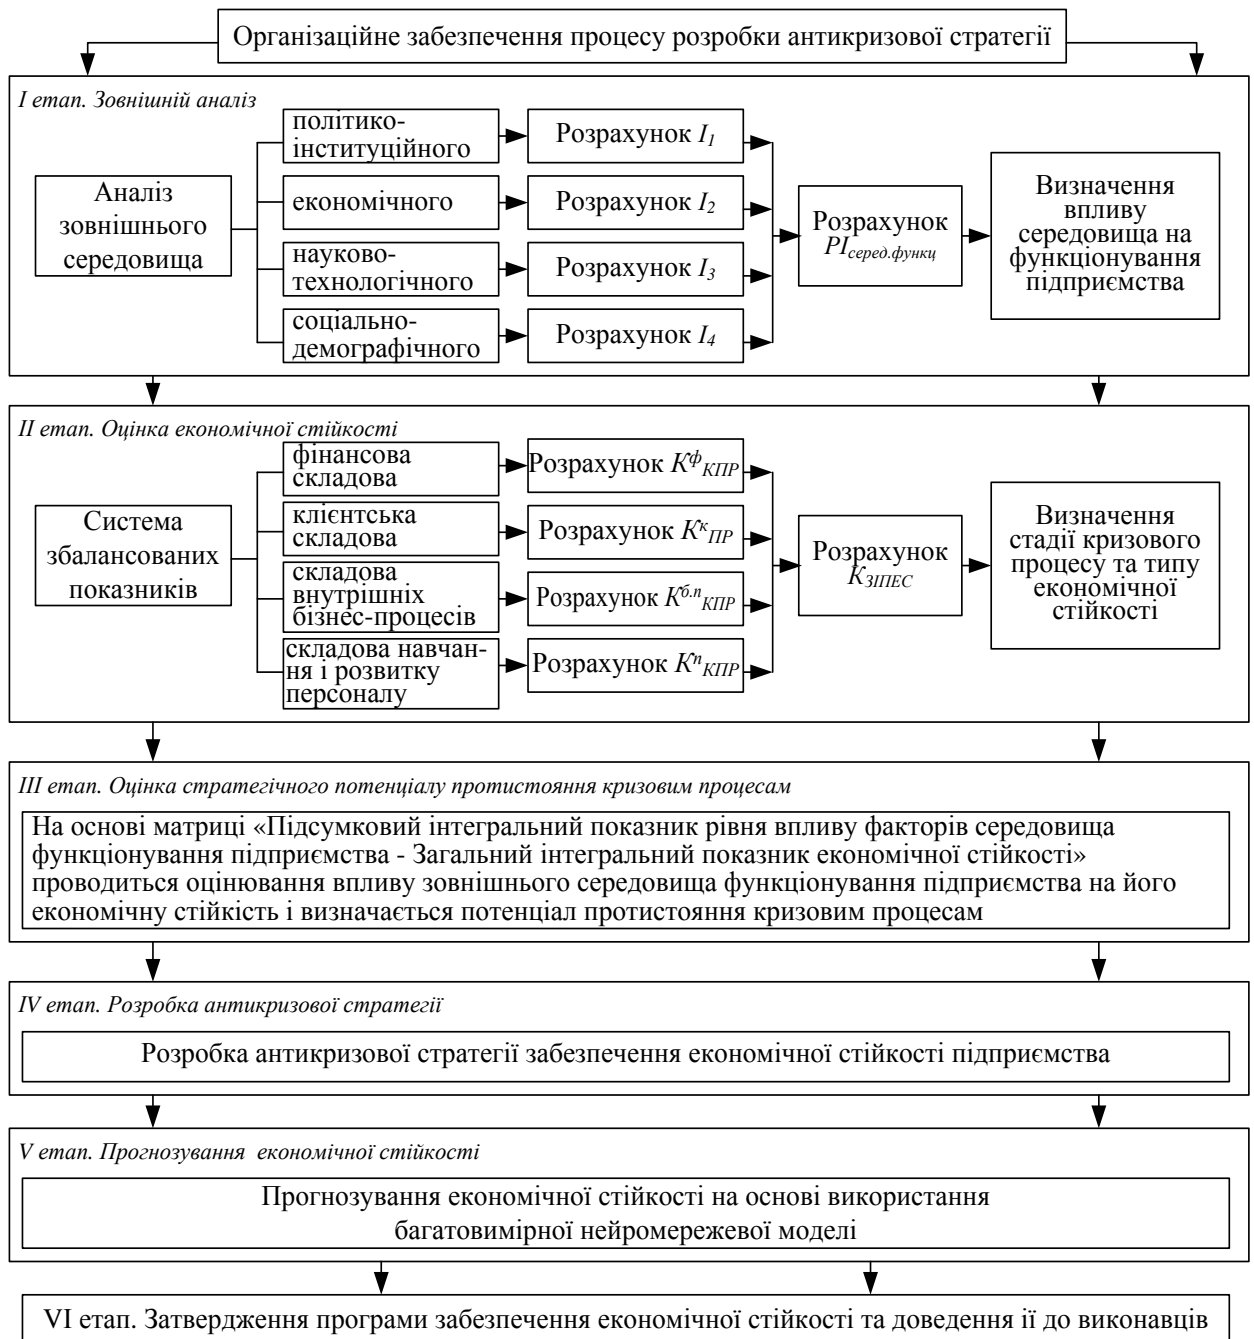 Організаційне забезпечення процесу розробки антикризової стратегії
I етап. Зовнішній аналіз
Аналіз
зовнішнього
середовища
політико-
інституційного
економічного
науково-
технологічного
соціально-
демографічного
Розрахунок I1
Розрахунок I2
Розрахунок I3
Розрахунок I4
Розрахунок
PIсеред.функц
Визначення
впливу
середовища на
функціонування
підприємства
II етап. Оцінка економічної стійкості
Система
збалансованих
показників
фінансова
складова
клієнтська
складова
складова
внутрішніх
бізнес-процесів
складова навчан-
ня і розвитку
персоналу
Розрахунок KфКПР
Розрахунок KкПР
Розрахунок Kб.пКПР
Розрахунок KпКПР
Розрахунок
KЗІПЕС
Визначення
стадії кризового
процесу та типу
економічної
стійкості
III етап. Оцінка стратегічного потенціалу протистояння кризовим процесам
На основі матриці «Підсумковий інтегральний показник рівня впливу факторів середовища
функціонування підприємства - Загальний інтегральний показник економічної стійкості»
проводиться оцінювання впливу зовнішнього середовища функціонування підприємства на його
економічну стійкість і визначається потенціал протистояння кризовим процесам
IV етап. Розробка антикризової стратегії
Розробка антикризової стратегії забезпечення економічної стійкості підприємства
V етап. Прогнозування економічної стійкості
Прогнозування економічної стійкості на основі використання
багатовимірної нейромережевої моделі
VI етап. Затвердження програми забезпечення економічної стійкості та доведення ії до виконавців